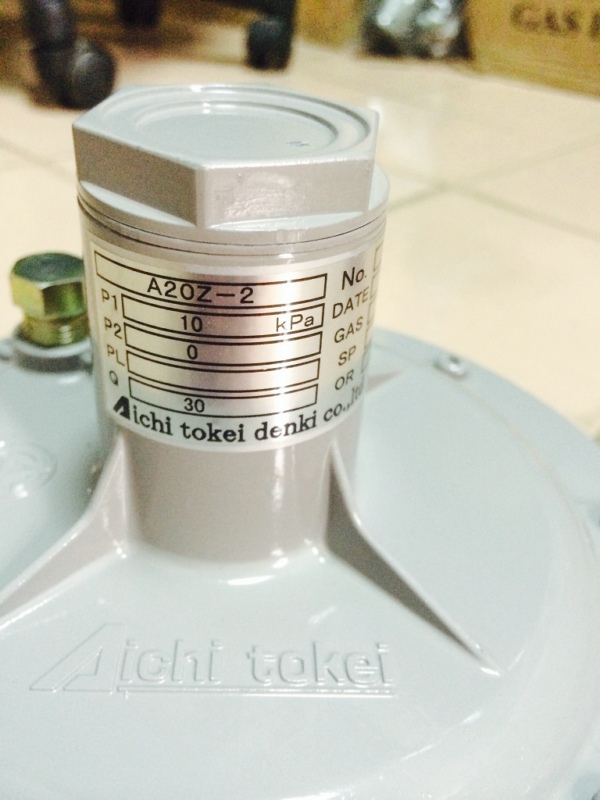 GAS
A20Z-2
No.
P1 10 kPa
DATE
P2 0
GAS
PL
SP
Q 30
OR
Aichi tokei denki co.,ltd
Aichi tokei